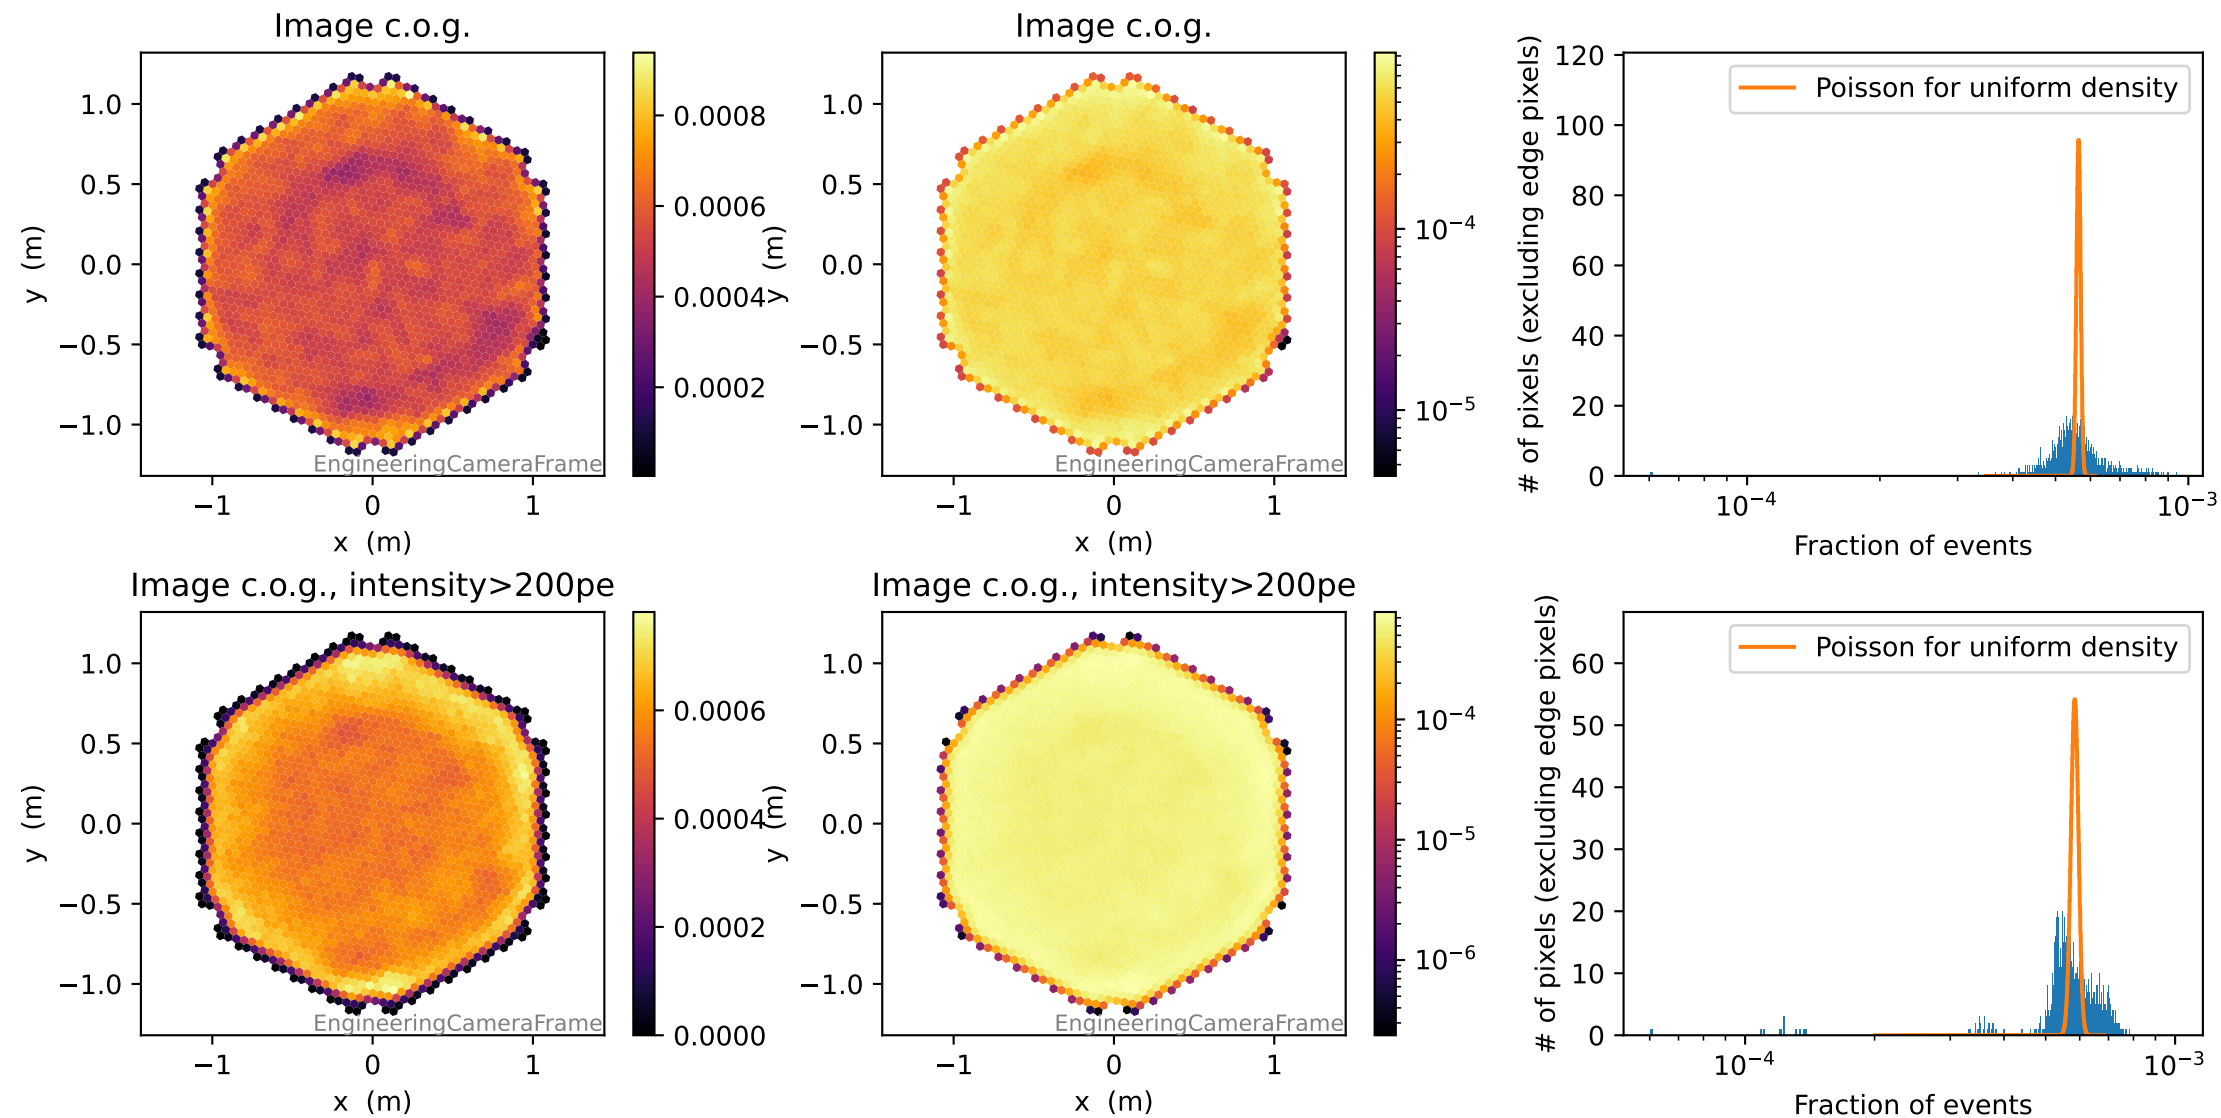 Image c.o.g.
1.0
0.5
0.0
−0.5
−1.0
y (m)
−1
0
1
x (m)
EngineeringCameraFrame
0.0008
0.0006
0.0004
0.0002
Image c.o.g.
1.0
0.5
0.0
−0.5
−1.0
y (m)
−1
0
1
x (m)
EngineeringCameraFrame
10⁻⁴
10⁻⁵
# of pixels (excluding edge pixels)
120
100
80
60
40
20
0
Poisson for uniform density
10⁻⁴
10⁻³
Fraction of events
Image c.o.g., intensity>200pe
1.0
0.5
0.0
−0.5
−1.0
y (m)
−1
0
1
x (m)
EngineeringCameraFrame
0.0006
0.0004
0.0002
0.0000
Image c.o.g., intensity>200pe
1.0
0.5
0.0
−0.5
−1.0
y (m)
−1
0
1
x (m)
EngineeringCameraFrame
10⁻⁴
10⁻⁵
10⁻⁶
# of pixels (excluding edge pixels)
60
50
40
30
20
10
0
Poisson for uniform density
10⁻⁴
10⁻³
Fraction of events